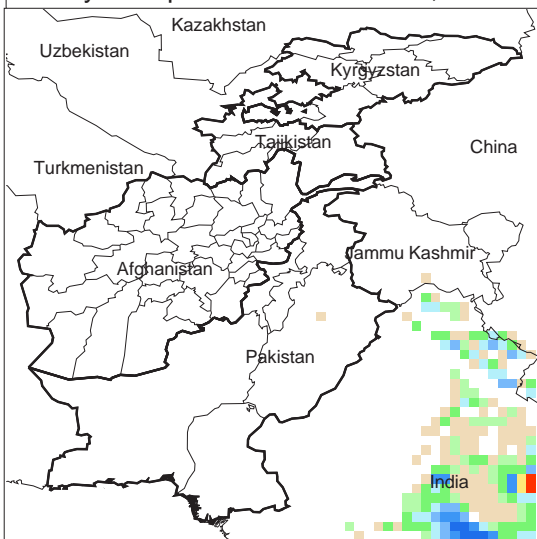 Kazakhstan
Uzbekistan
Kyrgyzstan
Tajikistan
China
Turkmenistan
Jammu Kashmir
Afghanistan
Pakistan
India